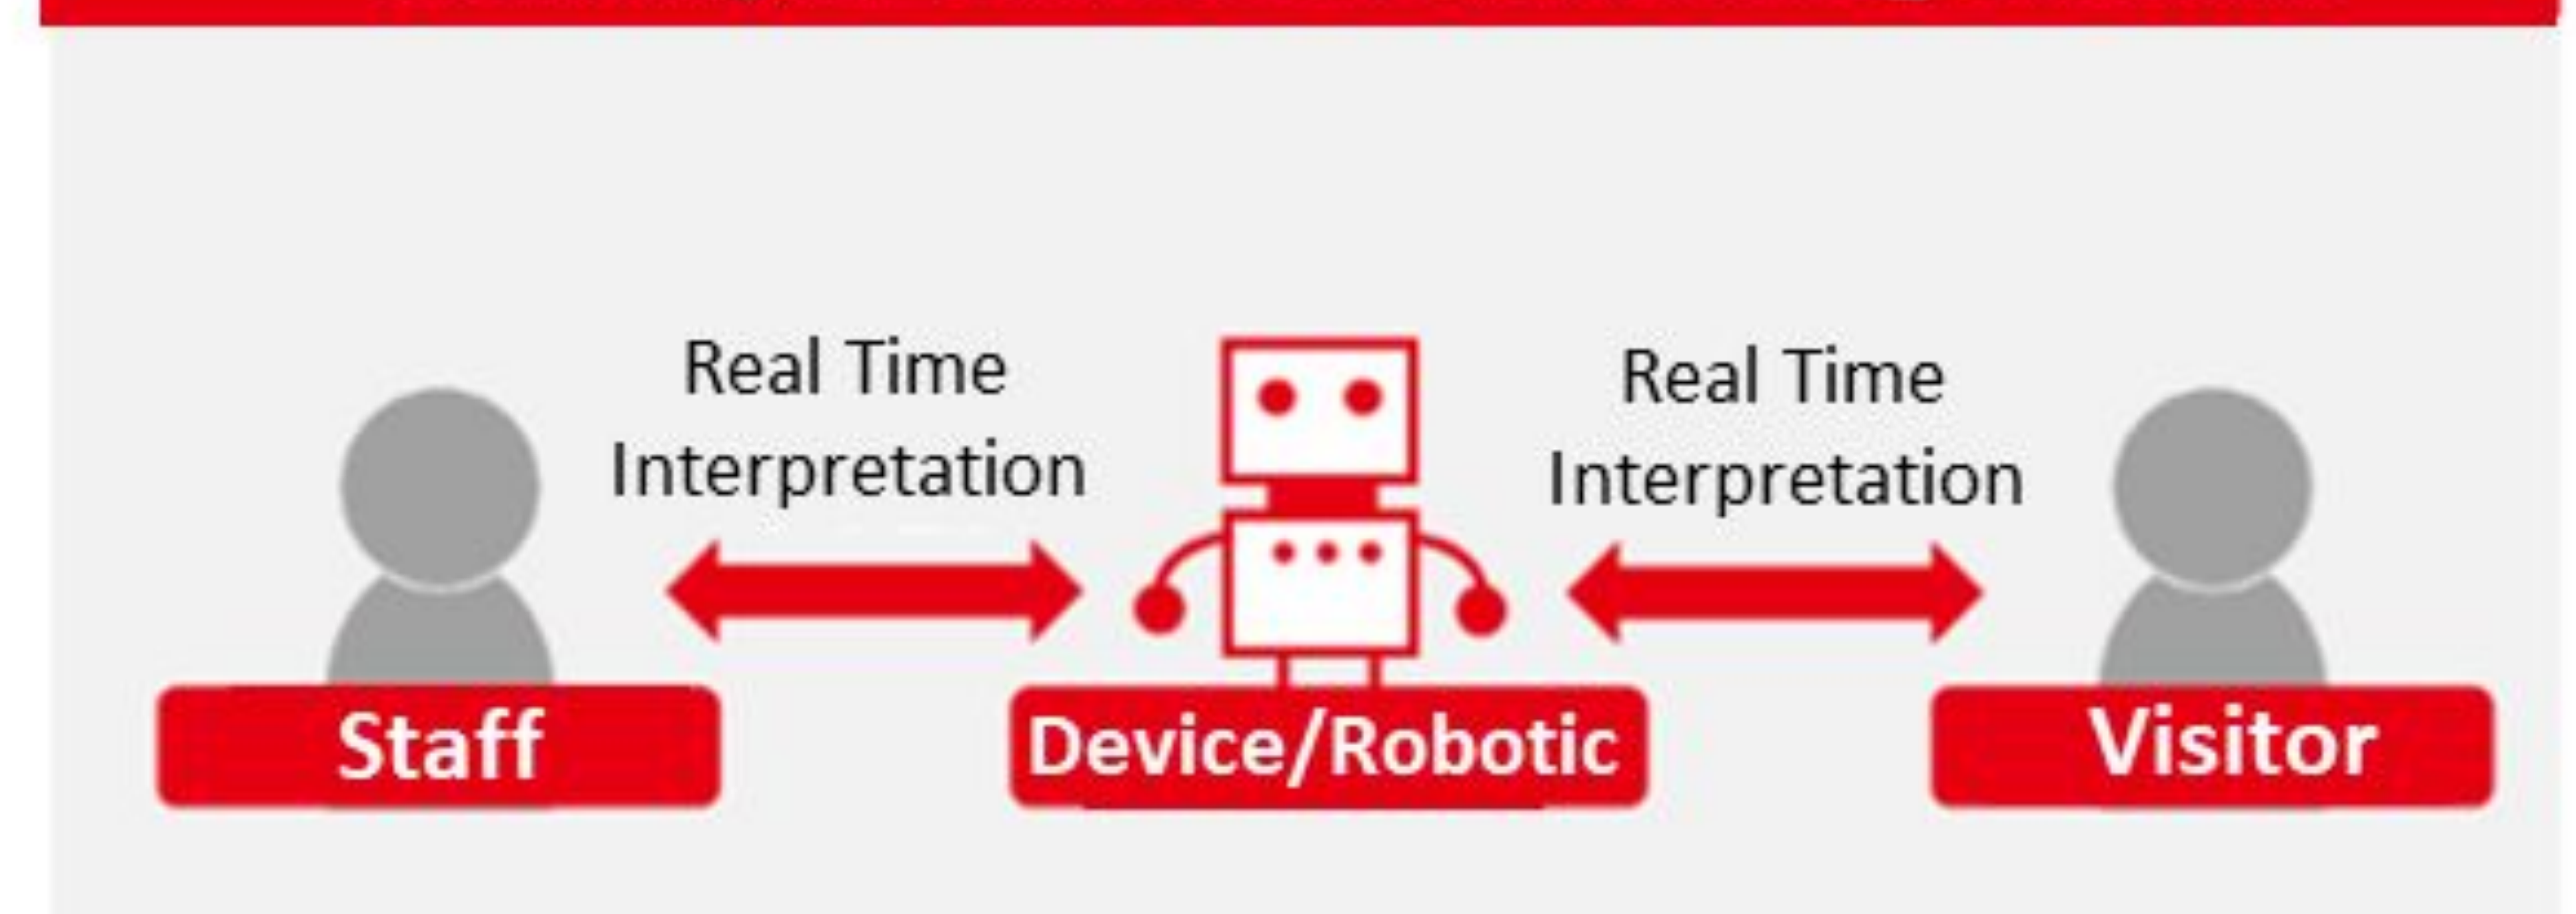 Real Time
Interpretation
Real Time
Interpretation
Staff
Device/Robotic
Visitor